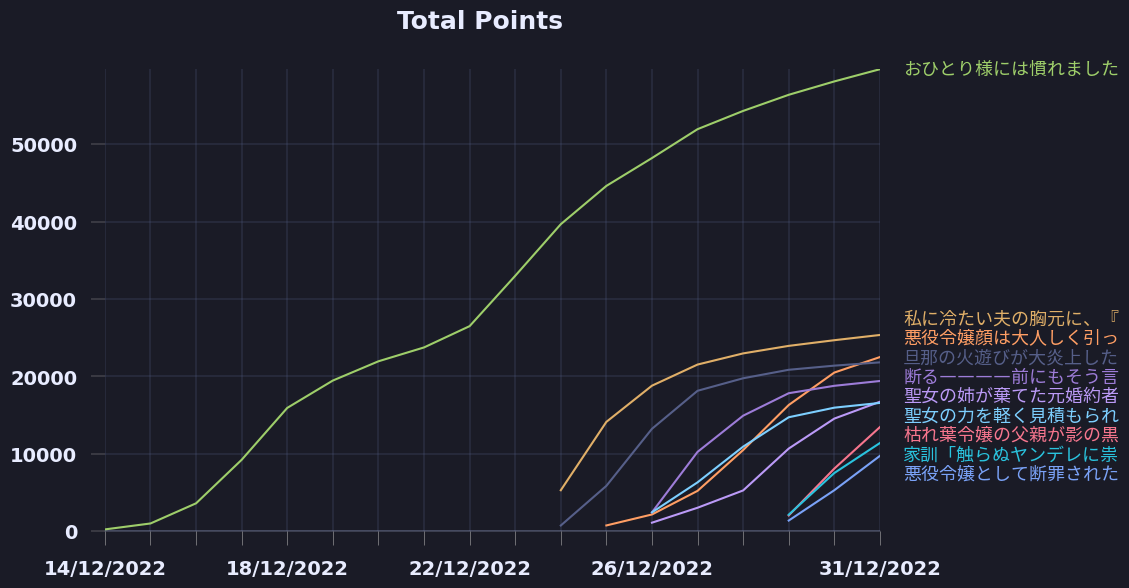 Total Points
おひとり様には慣れました
50000
40000
30000
20000
10000
0
私に冷たい夫の胸元に、『
悪役令嬢顔は大人しく引っ
旦那の火遊びが大炎上した
断る————前にもそう言
聖女の姉が棄てた元婚約者
聖女の力を軽く見積もられ
枯れ葉令嬢の父親が影の黒
家訓「触らぬヤンデレに祟
悪役令嬢として断罪された
14/12/2022 18/12/2022 22/12/2022 26/12/2022 31/12/2022